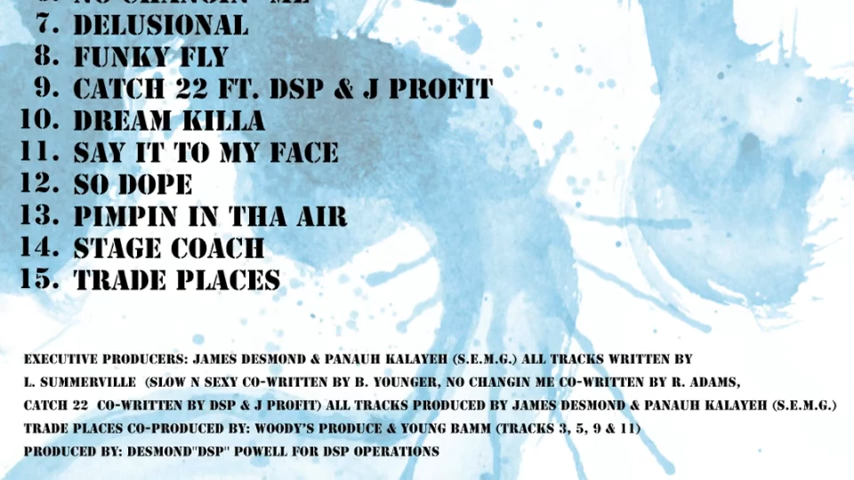 6. NO CHANGIN' ME
7. DELUSIONAL
8. FUNKY FLY
9. CATCH 22 FT. DSP & J PROFIT
10. DREAM KILLA
11. SAY IT TO MY FACE
12. SO DOPE
13. PIMPIN IN THA AIR
14. STAGE COACH
15. TRADE PLACES
EXECUTIVE PRODUCERS: JAMES DESMOND & PANAUH KALAYEH (S.E.M.G.) ALL TRACKS WRITTEN BY
L. SUMMERVILLE (SLOW N SEXY CO-WRITTEN BY B. YOUNGER, NO CHANGIN ME CO-WRITTEN BY R. ADAMS,
CATCH 22 CO-WRITTEN BY DSP & J PROFIT) ALL TRACKS PRODUCED BY JAMES DESMOND & PANAUH KALAYEH (S.E.M.G.)
TRADE PLACES CO-PRODUCED BY: WOODY'S PRODUCE & YOUNG BAMM (TRACKS 3, 5, 9 & 11)
PRODUCED BY: DESMOND"DSP" POWELL FOR DSP OPERATIONS